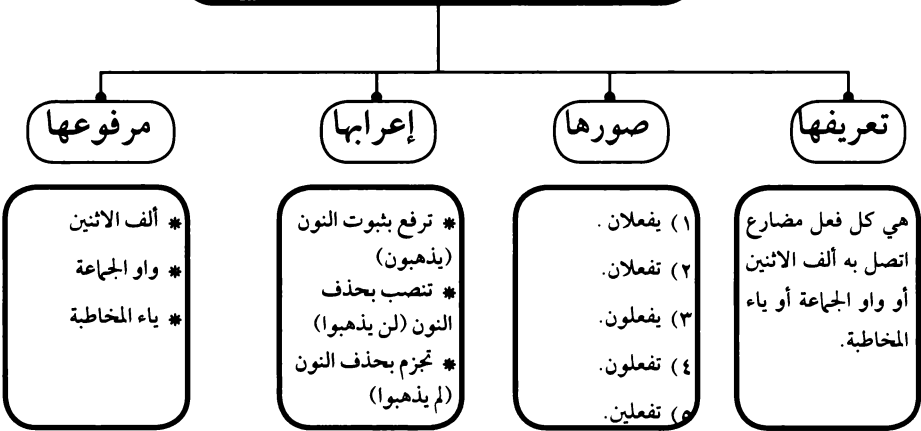 تعريفها
هي كل فعل مضارع
اتصل به ألف الاثنين
أو واو الجماعة أو ياء
المخاطبة.
صورها
١) يفعلان .
٢) تفعلان.
٣) يفعلون.
٤) تفعلون.
٥) تفعلين.
إعرابها
* ترفع بثبوت النون
(يذهبون)
* تنصب بحذف
النون (لن يذهبوا)
* تجزم بحذف النون
(لم يذهبوا)
مرفوعها
* ألف الاثنين
* واو الجماعة
* ياء المخاطبة